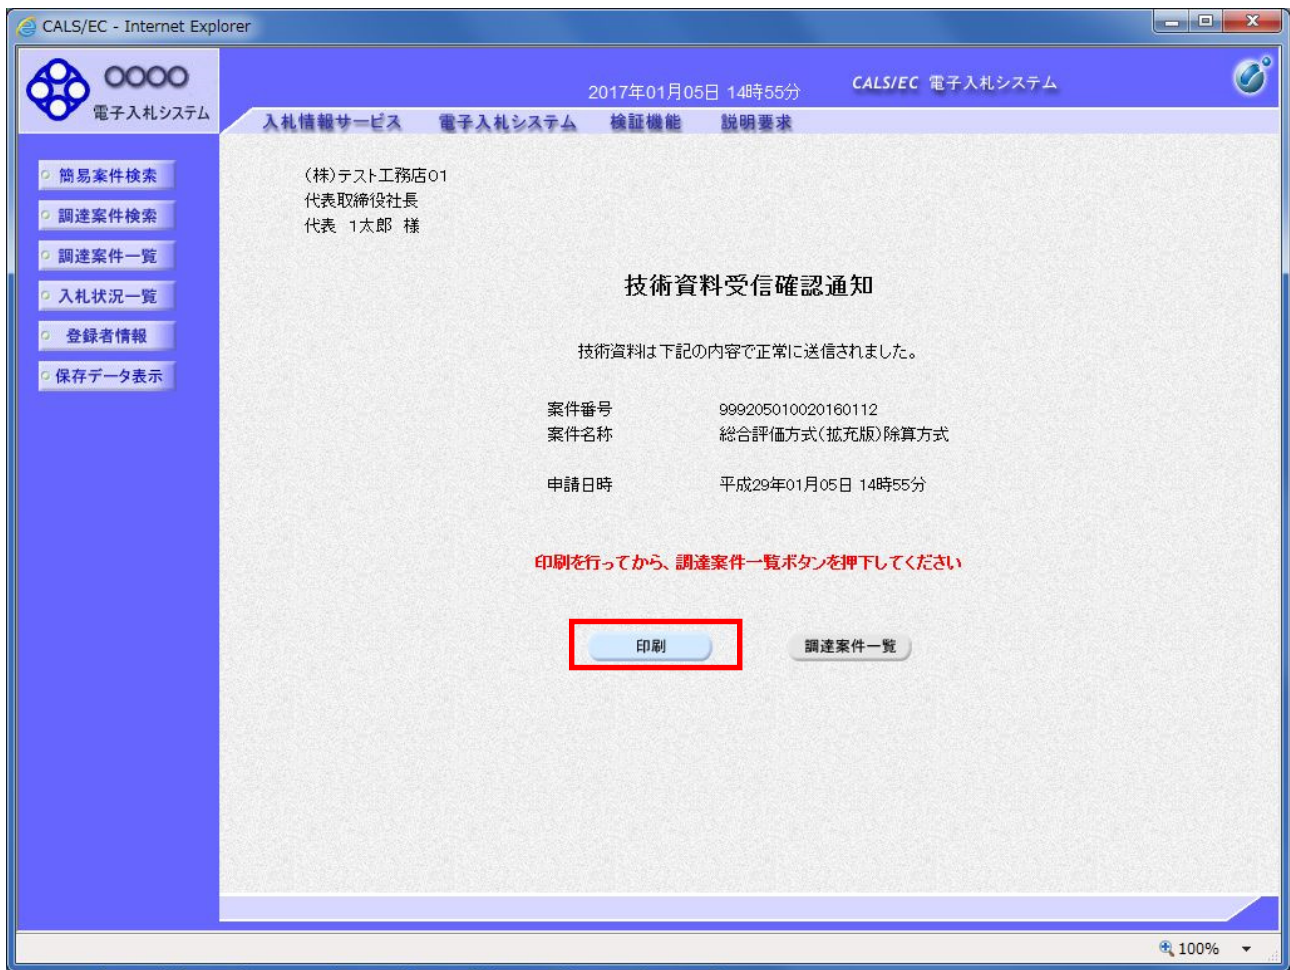 CALS/EC - Internet Explorer
○○○○
電子入札システム
2017年01月05日 14時55分
CALS/EC 電子入札システム
入札情報サービス 電子入札システム 検証機能 説明要求
簡易案件検索
調達案件検索
調達案件一覧
入札状況一覧
登録者情報
保存データ表示
(株)テスト工務店01
代表取締役社長
代表 1太郎 様
技術資料受信確認通知
技術資料は下記の内容で正常に送信されました。
案件番号 999205010020160112
案件名称 総合評価方式(拡充版)除算方式
申請日時 平成29年01月05日 14時55分
印刷を行ってから、調達案件一覧ボタンを押下してください
印刷 調達案件一覧
100%